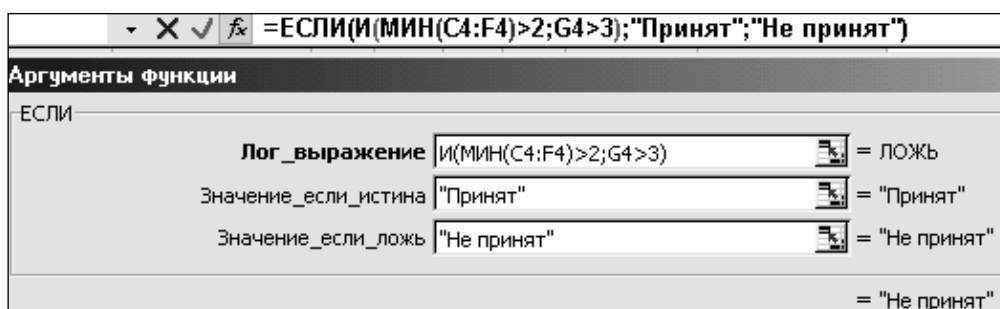 fx =ЕСЛИ(И(МИН(C4:F4)>2;G4>3);"Принят";"Не принят")
Аргументы функции
ЕСЛИ
Лог_выражение И(МИН(C4:F4)>2;G4>3) = ЛОЖЬ
Значение_если_истина "Принят" = "Принят"
Значение_если_ложь "Не принят" = "Не принят"
= "Не принят"